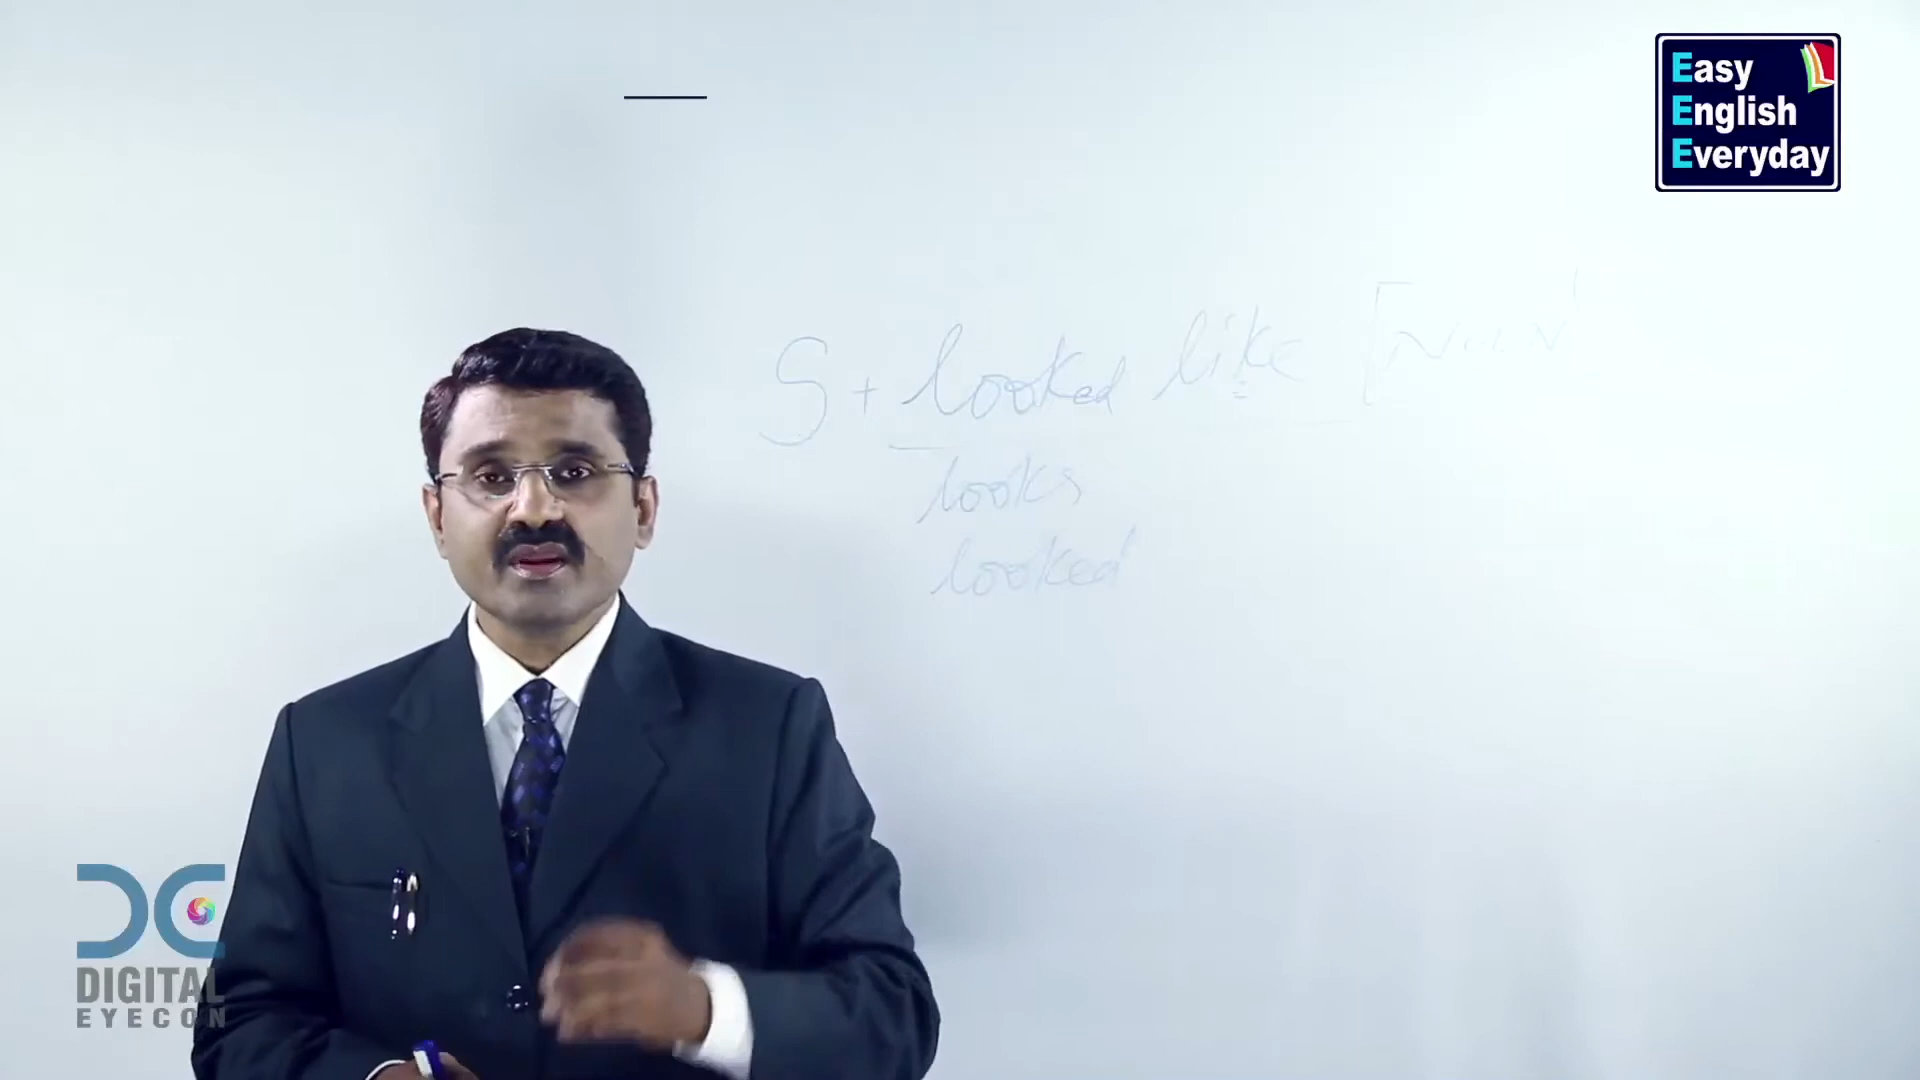 Easy
English
Everyday
S + looked like [
looks
looked
DIGITAL
EYECON